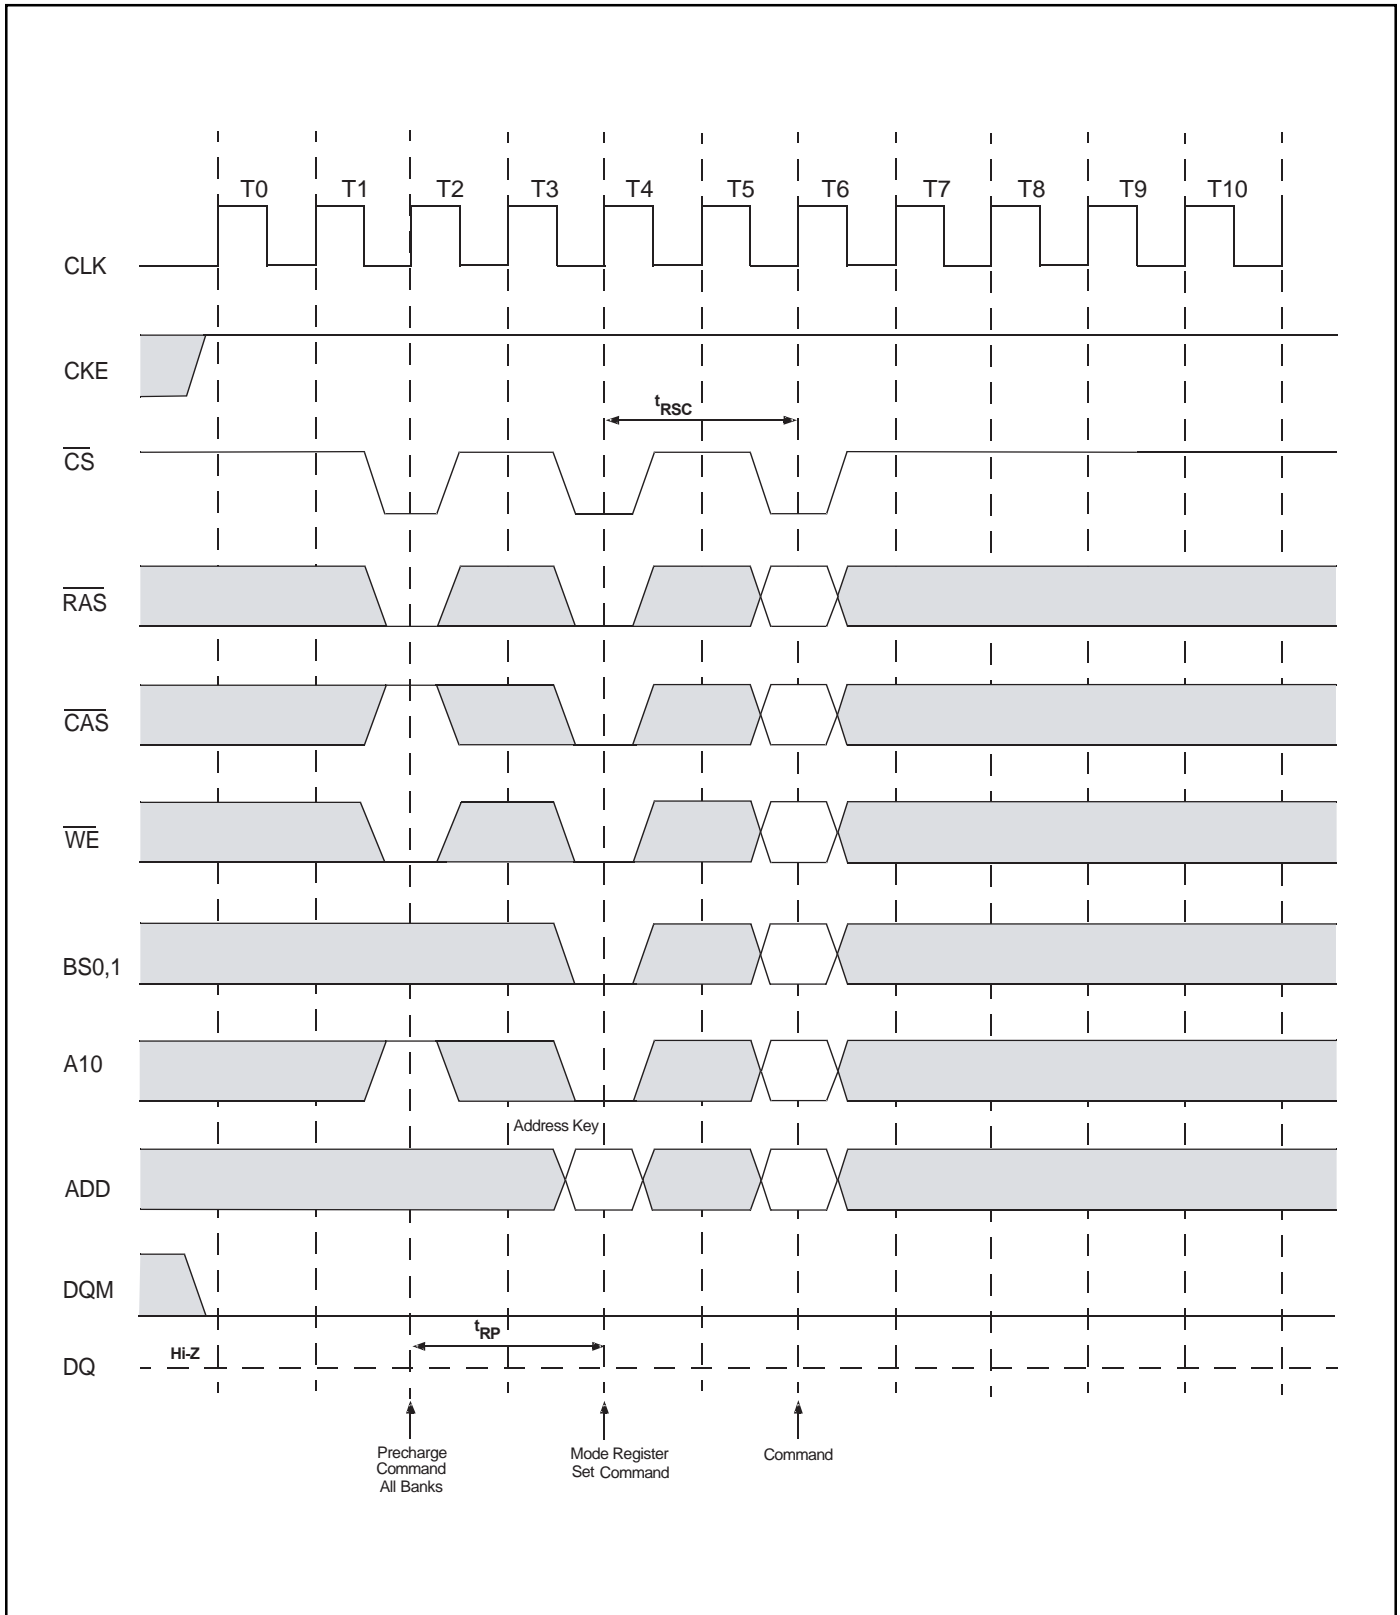 T0 T1 T2 T3 T4 T5 T6 T7 T8 T9 T10
CLK
CKE
tRSC
CS
RAS
CAS
WE
BS0,1
A10
Address Key
ADD
DQM
tRP
Hi-Z
DQ
Precharge
Command
All Banks
Mode Register
Set Command
Command